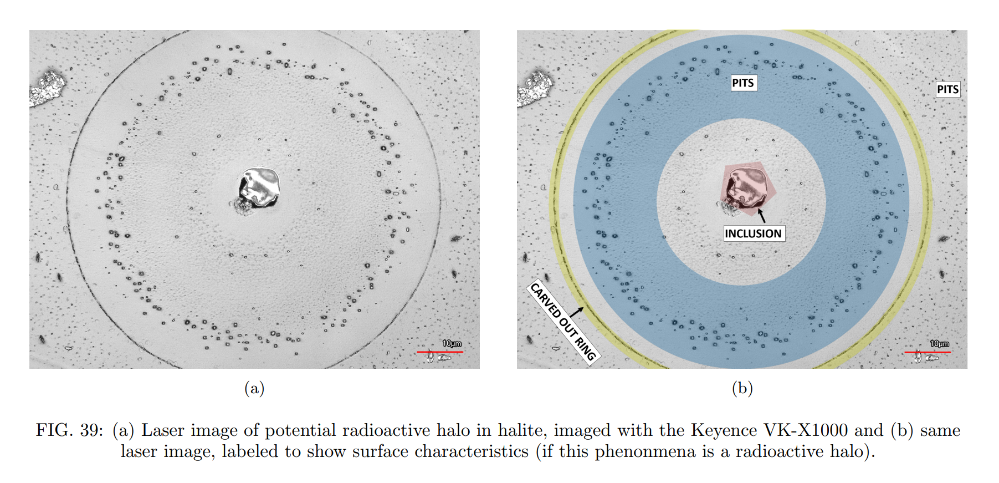 10µm
PITS
PITS
INCLUSION
CARVED OUT RING
10µm
(a)
(b)
FIG. 39: (a) Laser image of potential radioactive halo in halite, imaged with the Keyence VK-X1000 and (b) same
laser image, labeled to show surface characteristics (if this phenonmena is a radioactive halo).